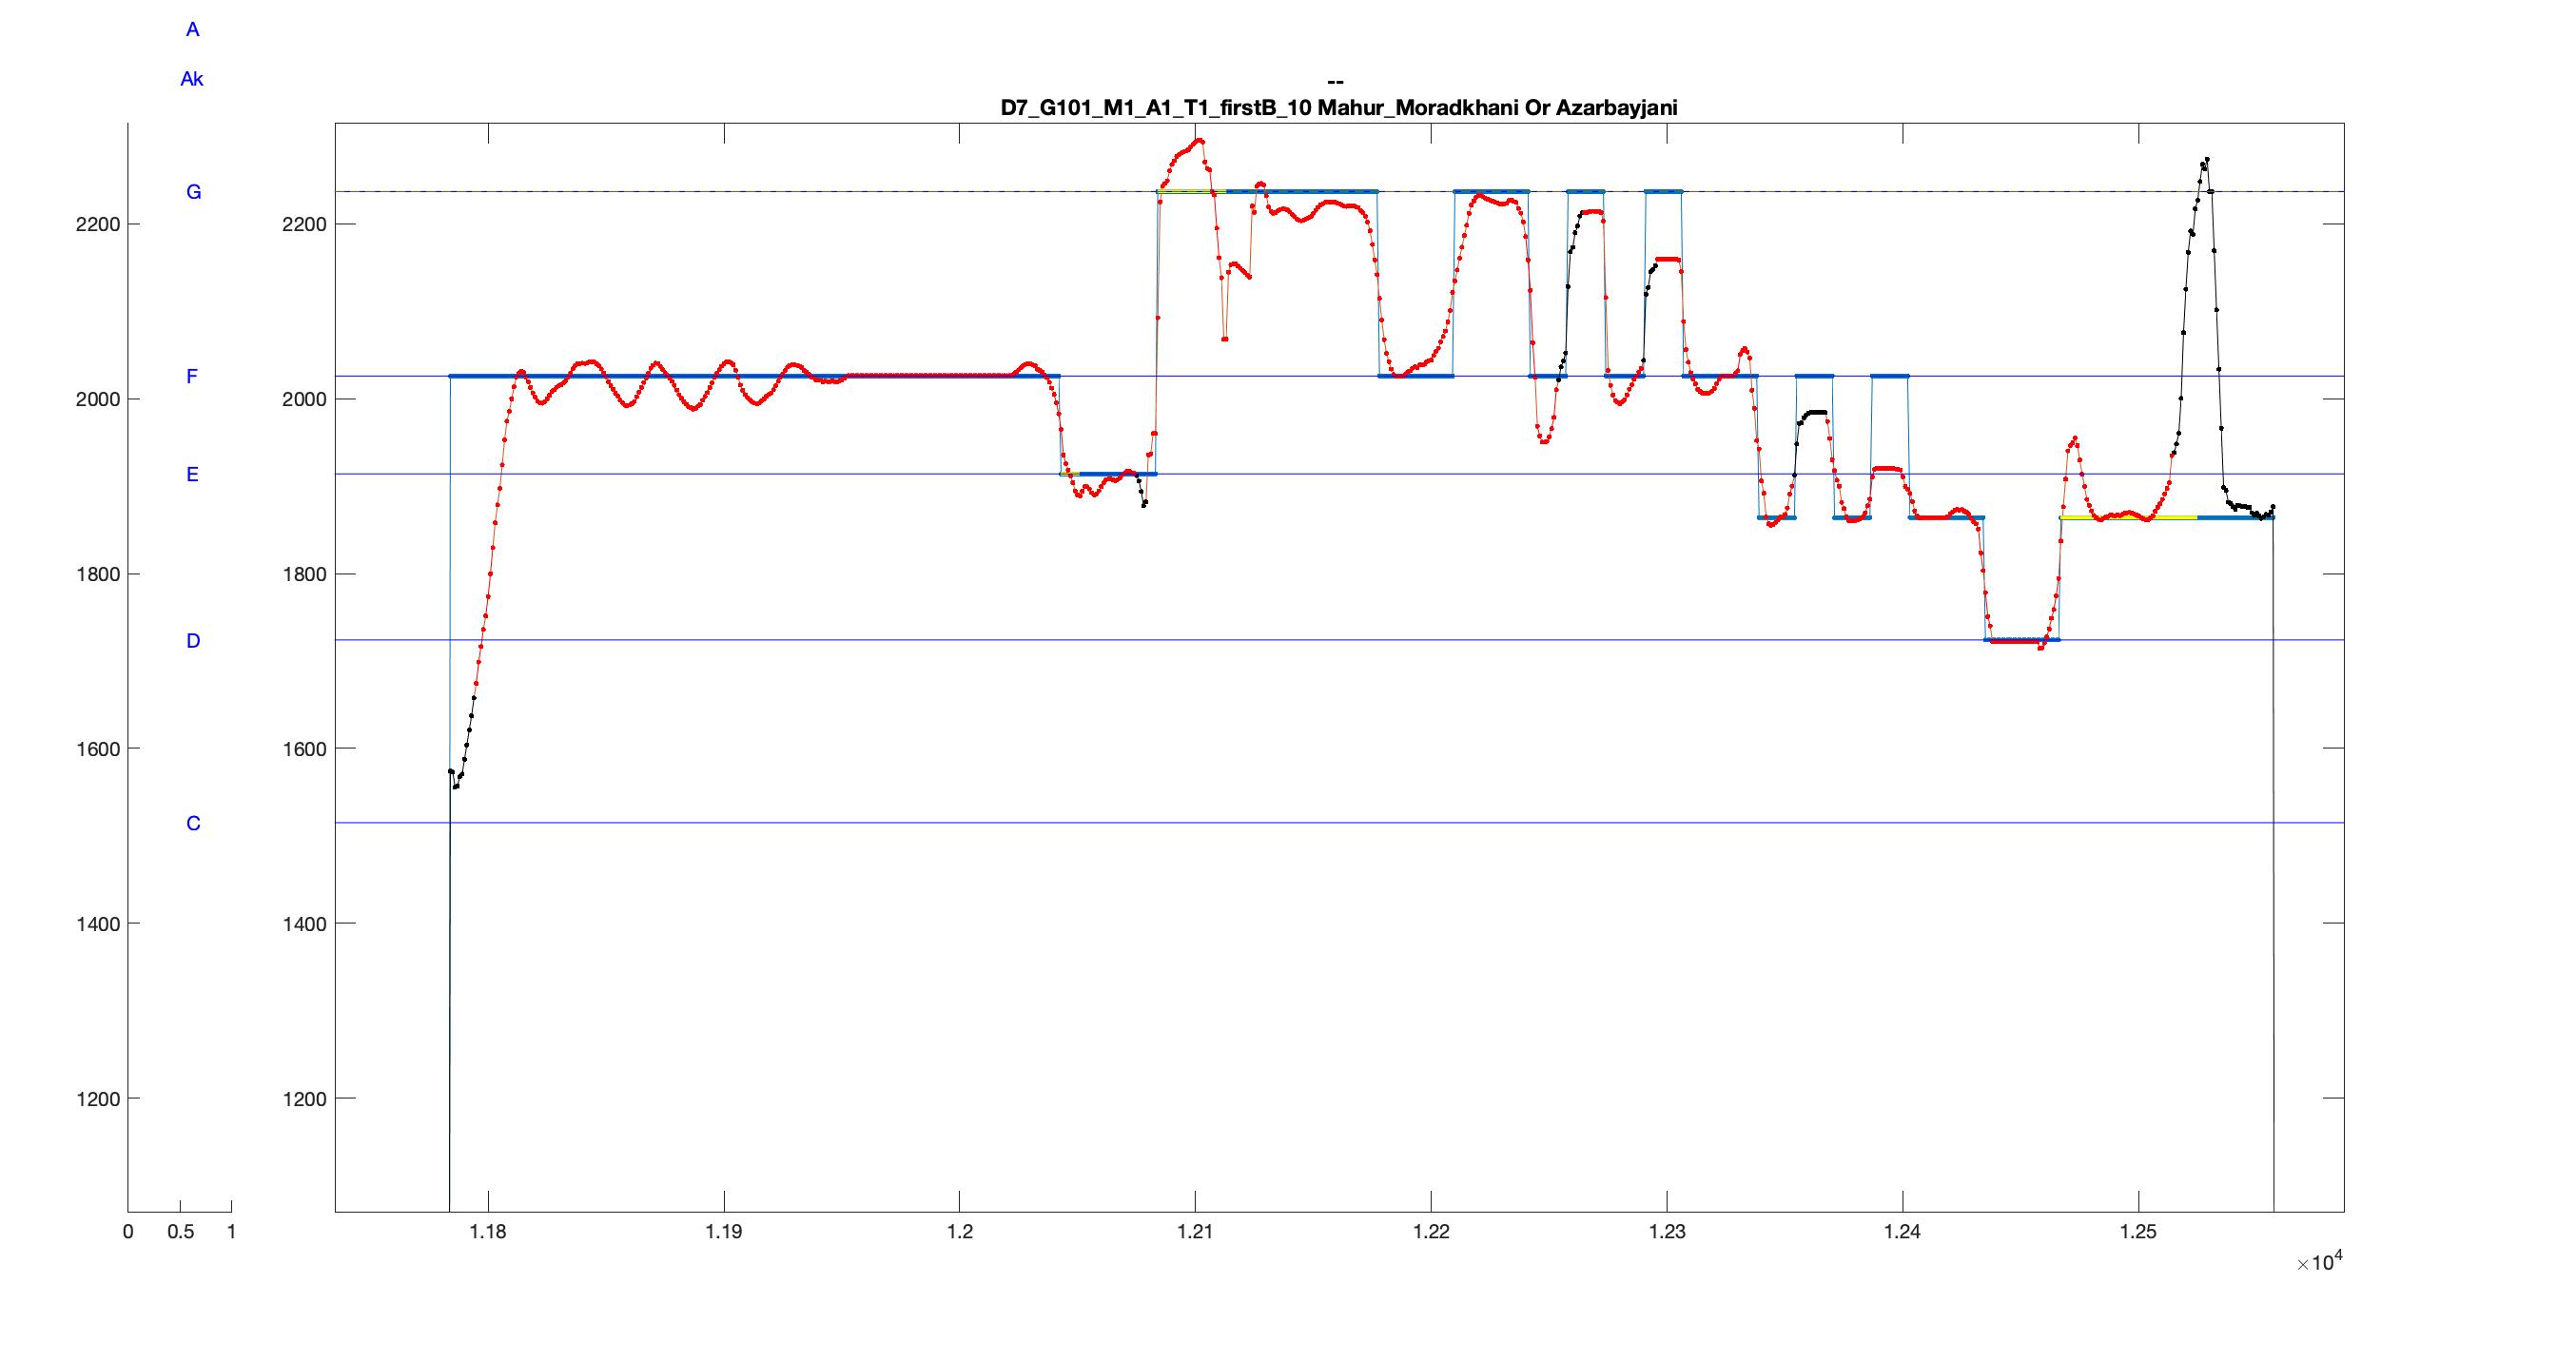 A
Ak
--
D7_G101_M1_A1_T1_firstB_10 Mahur_Moradkhani Or Azarbayjani
G
2200 2200
F
2000 2000
E
1800 1800
D
1600 1600
C
1400 1400
1200 1200
0 0.5 1 1.18 1.19 1.2 1.21 1.22 1.23 1.24 1.25
×10⁴